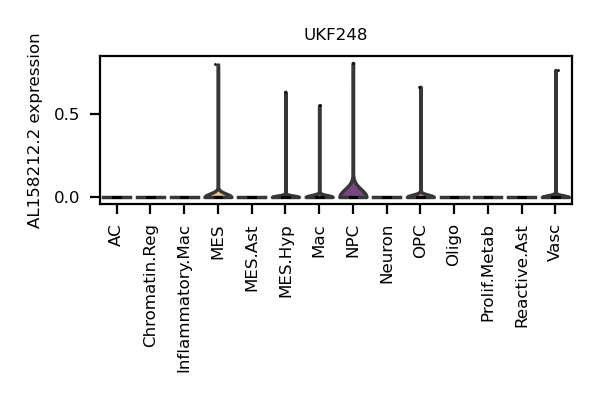 UKF248
AL158212.2 expression
0.5
0.0
AC
Chromatin.Reg
Inflammatory.Mac
MES
MES.Ast
MES.Hyp
Mac
NPC
Neuron
OPC
Oligo
Prolif.Metab
Reactive.Ast
Vasc